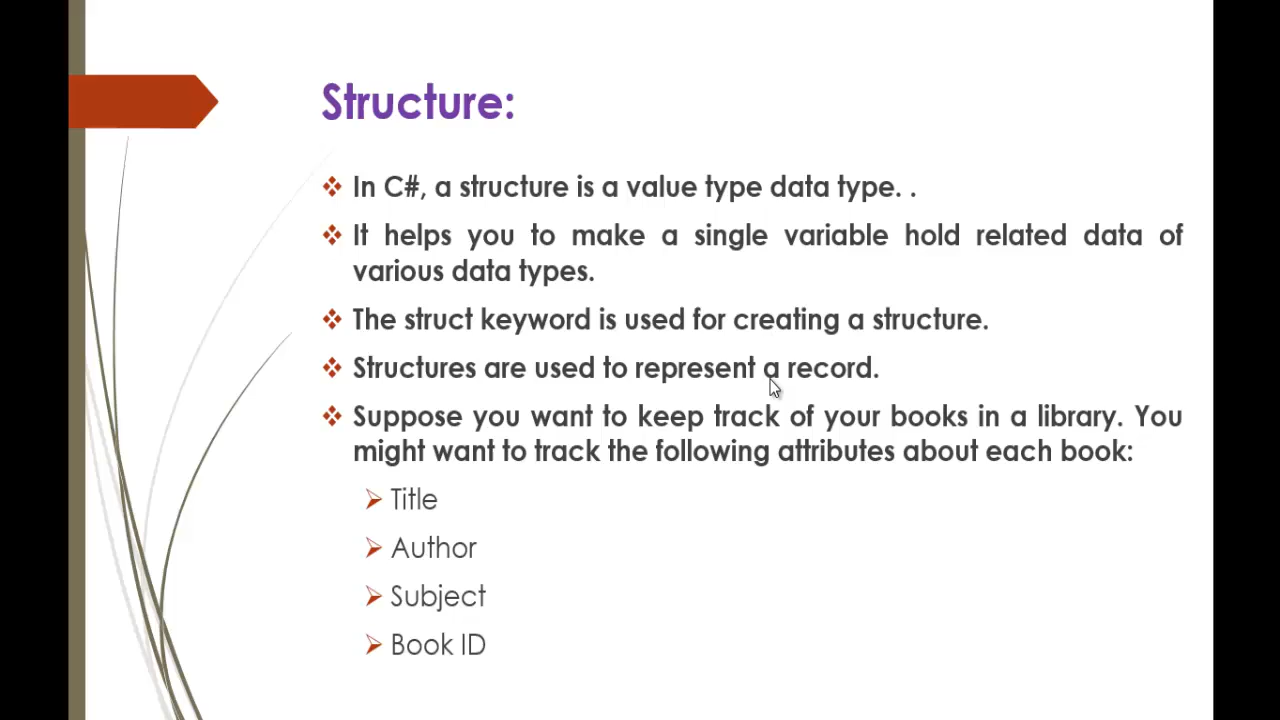 Structure:
In C#, a structure is a value type data type. .
It helps you to make a single variable hold related data of
various data types.
The struct keyword is used for creating a structure.
Structures are used to represent a record.
Suppose you want to keep track of your books in a library. You
might want to track the following attributes about each book:
Title
Author
Subject
Book ID